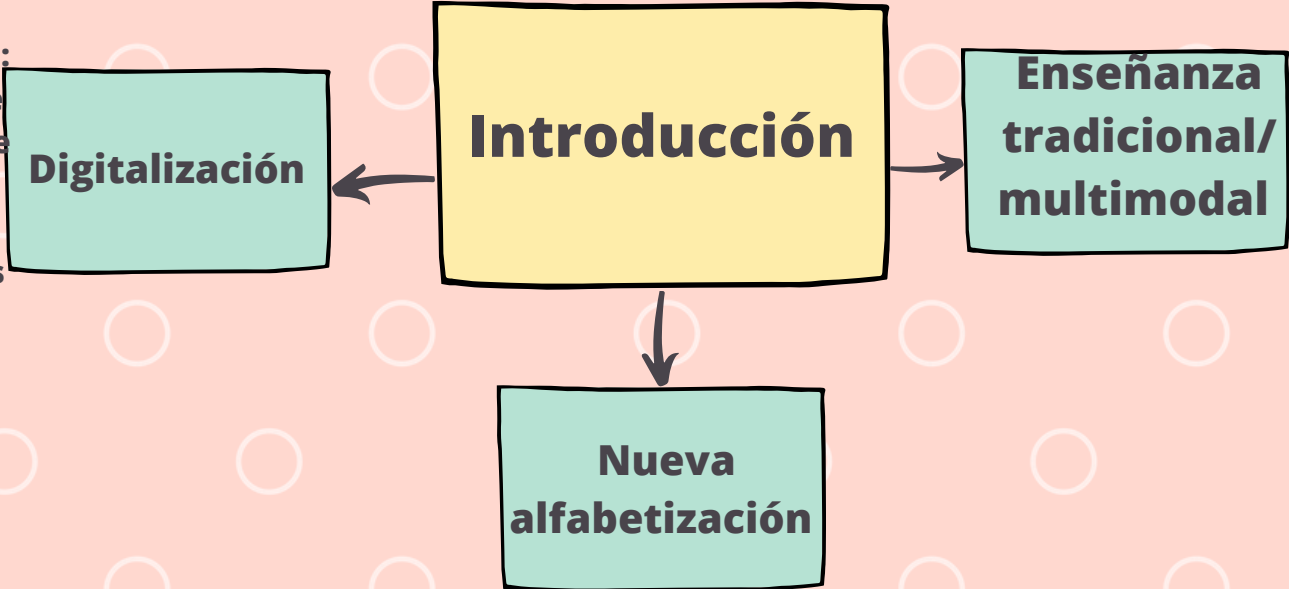 Introducción
Digitalización
Enseñanza
tradicional/
multimodal
Nueva
alfabetización